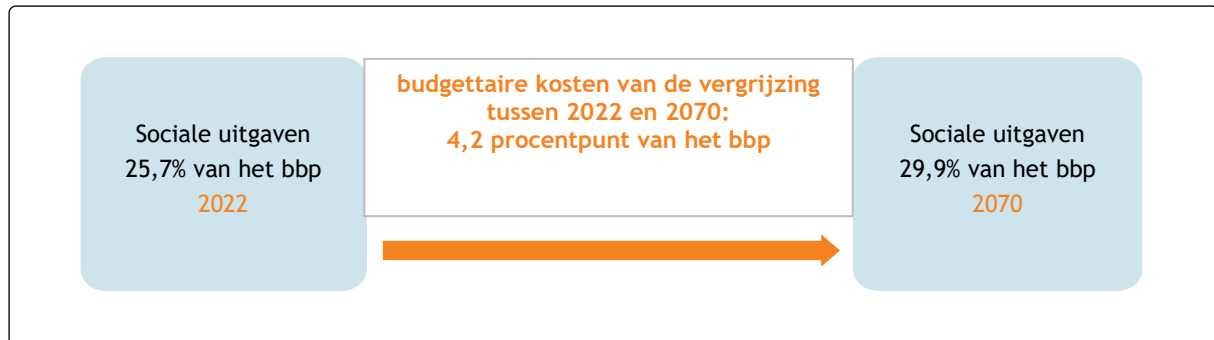 Sociale uitgaven
25,7% van het bbp
2022
budgettaire kosten van de vergrijzing
tussen 2022 en 2070:
4,2 procentpunt van het bbp
Sociale uitgaven
29,9% van het bbp
2070